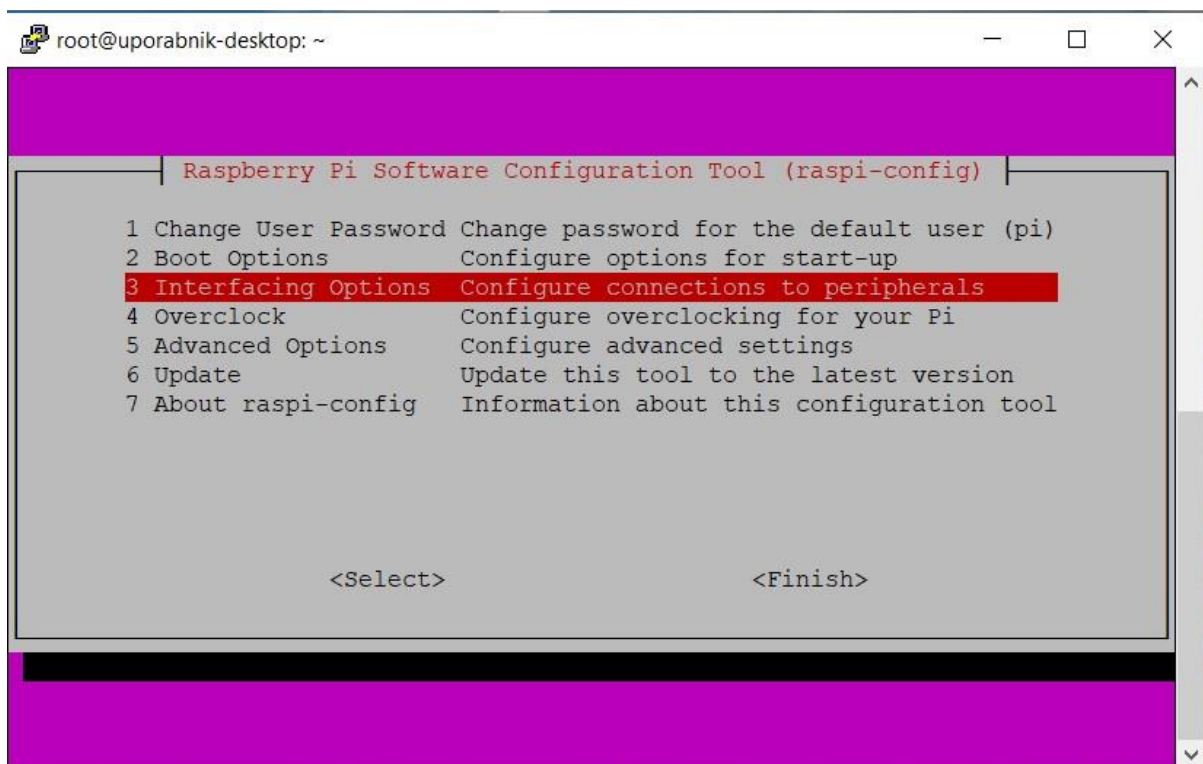 root@uporabnik-desktop: ~
Raspberry Pi Software Configuration Tool (raspi-config)
1 Change User Password Change password for the default user (pi)
2 Boot Options Configure options for start-up
3 Interfacing Options Configure connections to peripherals
4 Overclock Configure overclocking for your Pi
5 Advanced Options Configure advanced settings
6 Update Update this tool to the latest version
7 About raspi-config Information about this configuration tool
<Select> <Finish>